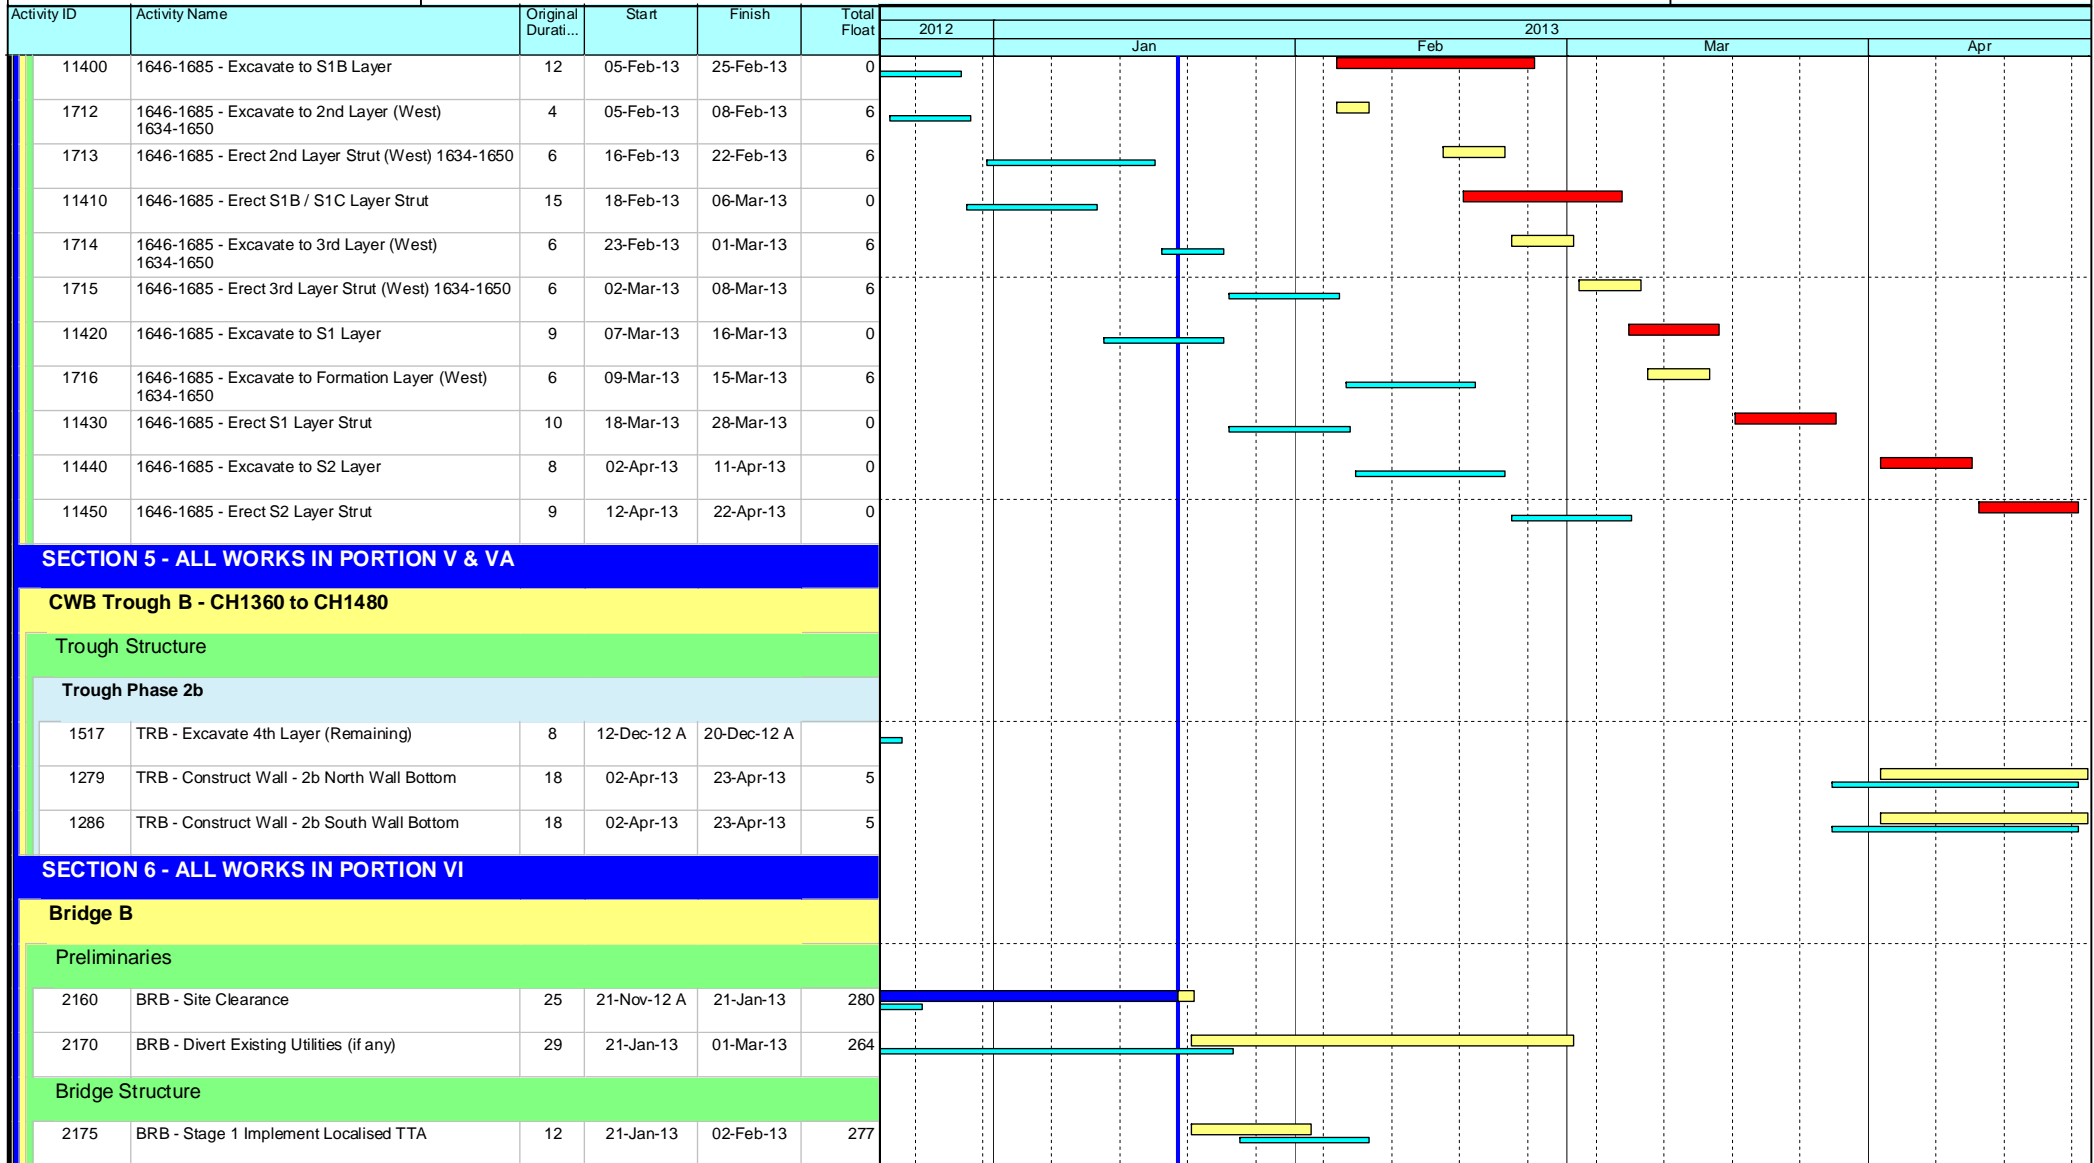 Activity ID Activity Name Original Start Finish Total
Durati... Float
2012 2013
Jan Feb Mar Apr
11400 1646-1685 - Excavate to S1B Layer 12 05-Feb-13 25-Feb-13 0
1712 1646-1685 - Excavate to 2nd Layer (West) 4 05-Feb-13 08-Feb-13 6
1634-1650
1713 1646-1685 - Erect 2nd Layer Strut (West) 1634-1650 6 16-Feb-13 22-Feb-13 6
11410 1646-1685 - Erect S1B / S1C Layer Strut 15 18-Feb-13 06-Mar-13 0
1714 1646-1685 - Excavate to 3rd Layer (West) 6 23-Feb-13 01-Mar-13 6
1634-1650
1715 1646-1685 - Erect 3rd Layer Strut (West) 1634-1650 6 02-Mar-13 08-Mar-13 6
11420 1646-1685 - Excavate to S1 Layer 9 07-Mar-13 16-Mar-13 0
1716 1646-1685 - Excavate to Formation Layer (West) 6 09-Mar-13 15-Mar-13 6
1634-1650
11430 1646-1685 - Erect S1 Layer Strut 10 18-Mar-13 28-Mar-13 0
11440 1646-1685 - Excavate to S2 Layer 8 02-Apr-13 11-Apr-13 0
11450 1646-1685 - Erect S2 Layer Strut 9 12-Apr-13 22-Apr-13 0
SECTION 5 - ALL WORKS IN PORTION V & VA
CWB Trough B - CH1360 to CH1480
Trough Structure
Trough Phase 2b
1517 TRB - Excavate 4th Layer (Remaining) 8 12-Dec-12 A 20-Dec-12 A
1279 TRB - Construct Wall - 2b North Wall Bottom 18 02-Apr-13 23-Apr-13 5
1286 TRB - Construct Wall - 2b South Wall Bottom 18 02-Apr-13 23-Apr-13 5
SECTION 6 - ALL WORKS IN PORTION VI
Bridge B
Preliminaries
2160 BRB - Site Clearance 25 21-Nov-12 A 21-Jan-13 280
2170 BRB - Divert Existing Utilities (if any) 29 21-Jan-13 01-Mar-13 264
Bridge Structure
2175 BRB - Stage 1 Implement Localised TTA 12 21-Jan-13 02-Feb-13 277